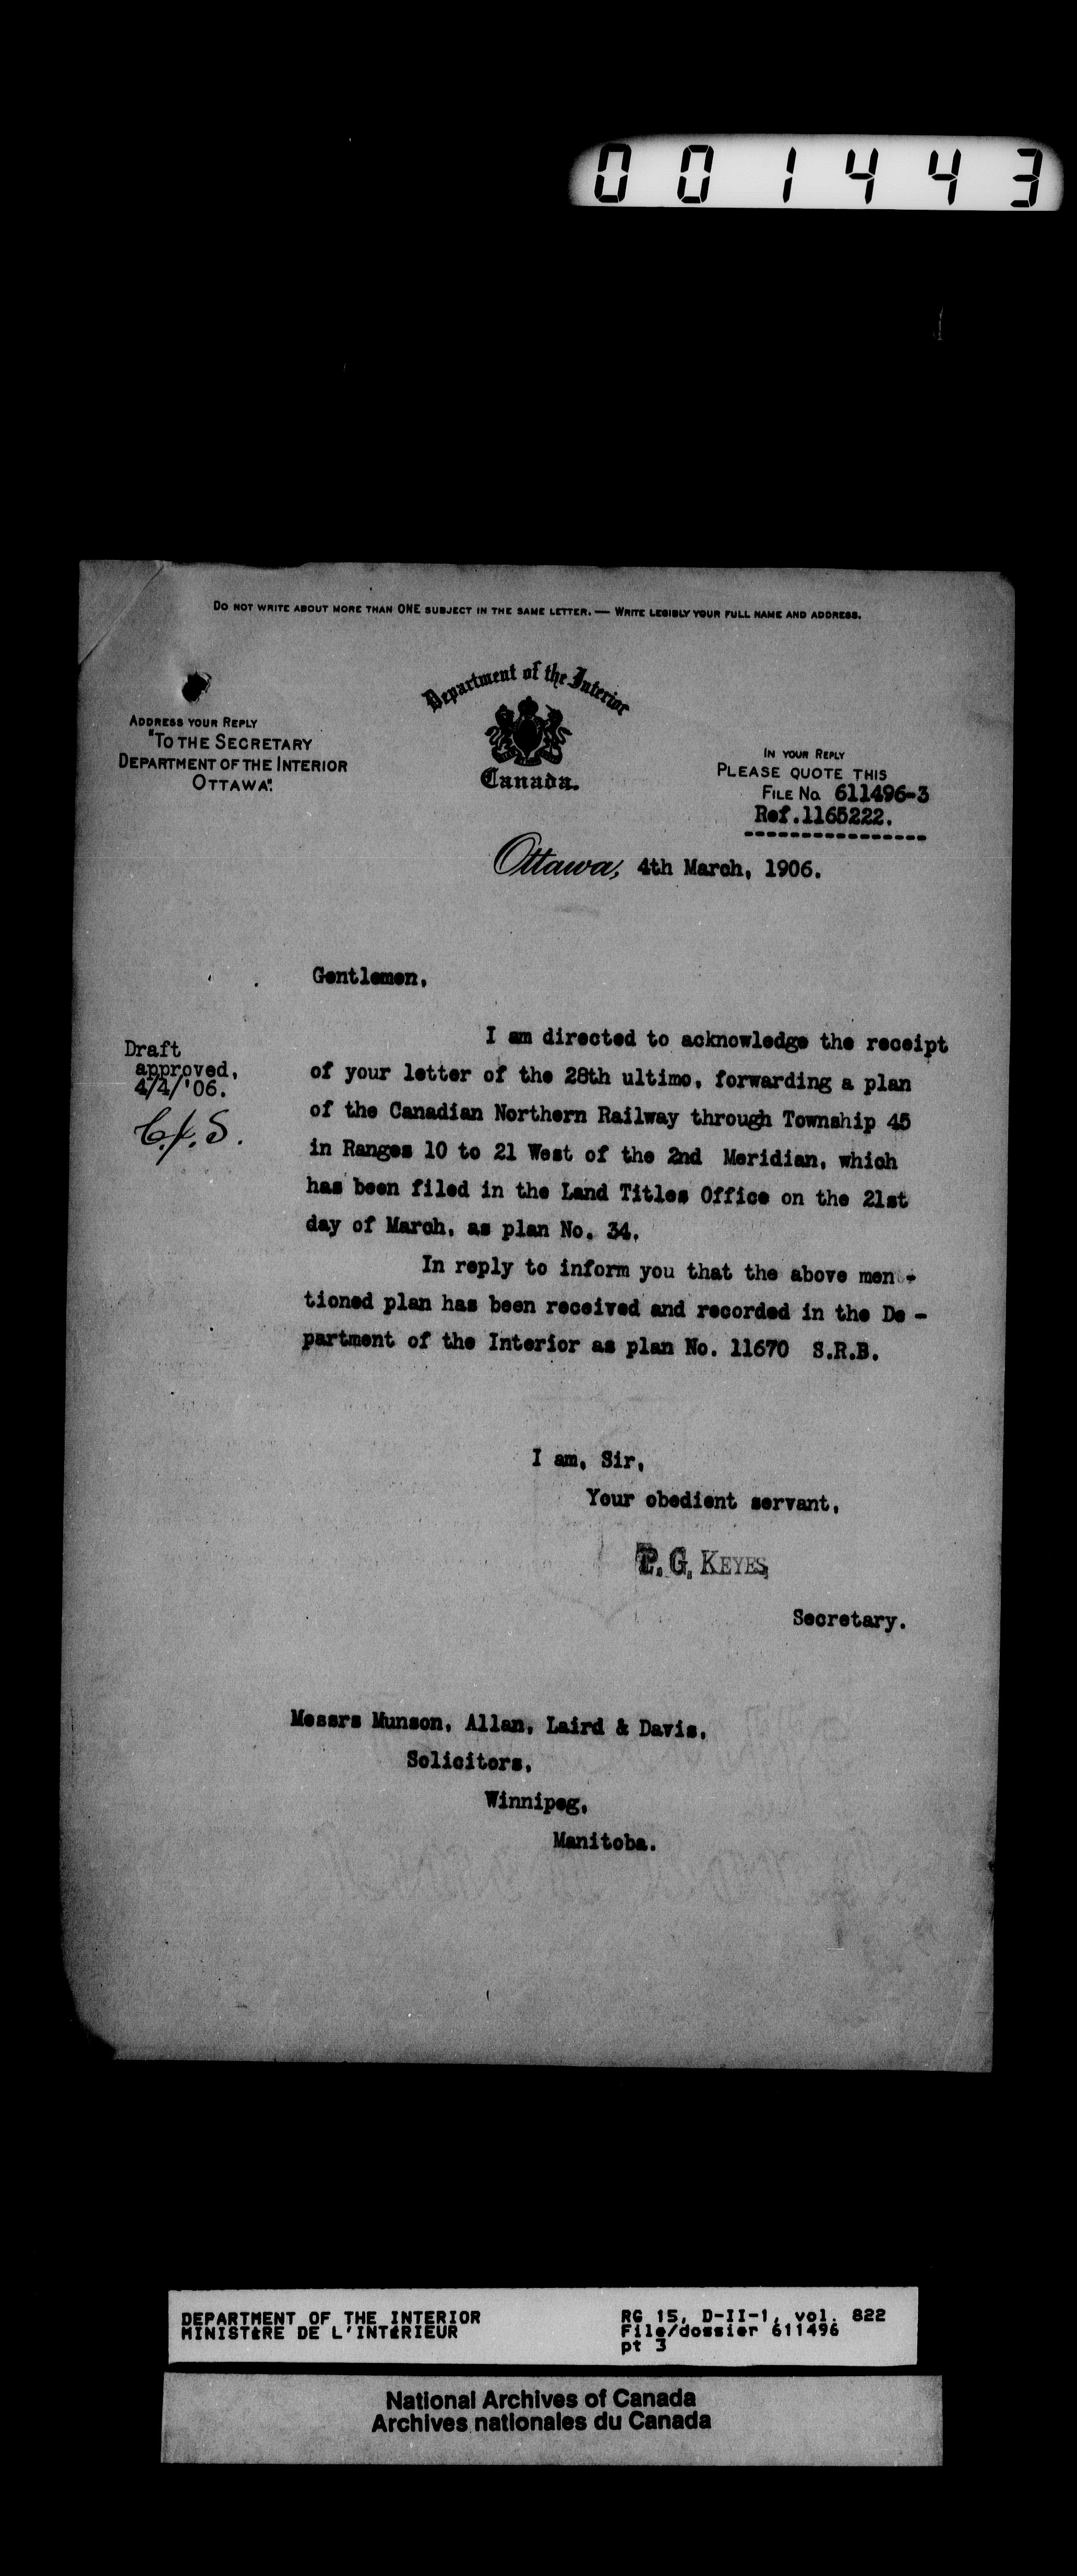 001443
DO NOT WRITE ABOUT MORE THAN ONE SUBJECT IN THE SAME LETTER. — WRITE LEGIBLY YOUR FULL NAME AND ADDRESS.
Department of the Interior
Canada.
ADDRESS YOUR REPLY
"TO THE SECRETARY
DEPARTMENT OF THE INTERIOR
OTTAWA".
IN YOUR REPLY
PLEASE QUOTE THIS
FILE No. 611496-3
Ref.1165222.
Ottawa, 4th March, 1906.
Gentlemen,
Draft
approved,
4/4/'06.
I am directed to acknowledge the receipt
of your letter of the 28th ultimo, forwarding a plan
of the Canadian Northern Railway through Township 45
in Ranges 10 to 21 West of the 2nd Meridian, which
has been filed in the Land Titles Office on the 21st
day of March, as plan No. 34.
In reply to inform you that the above men -
tioned plan has been received and recorded in the De -
partment of the Interior as plan No. 11670 S.R.B.
I am, Sir,
Your obedient servant,
P. G. KEYES,
Secretary.
Messrs Munson, Allan, Laird & Davis,
Solicitors,
Winnipeg,
Manitoba.
DEPARTMENT OF THE INTERIOR
MINISTÈRE DE L'INTÉRIEUR
RG 15, D-II-1, vol. 822
File/dossier 611496
pt 3
National Archives of Canada
Archives nationales du Canada